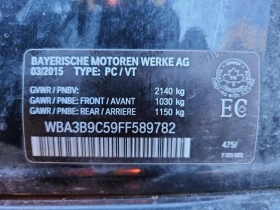 BAYERISCHE MOTOREN WERKE AG
03/2015 TYPE: PC/VT
GVWR / PNBV: 2140 kg
GAWR / PNBE: FRONT / AVANT 1030 kg
GAWR / PNBE: REAR / ARRIERE 1150 kg
WBA3B9C59FF589782
EC
475